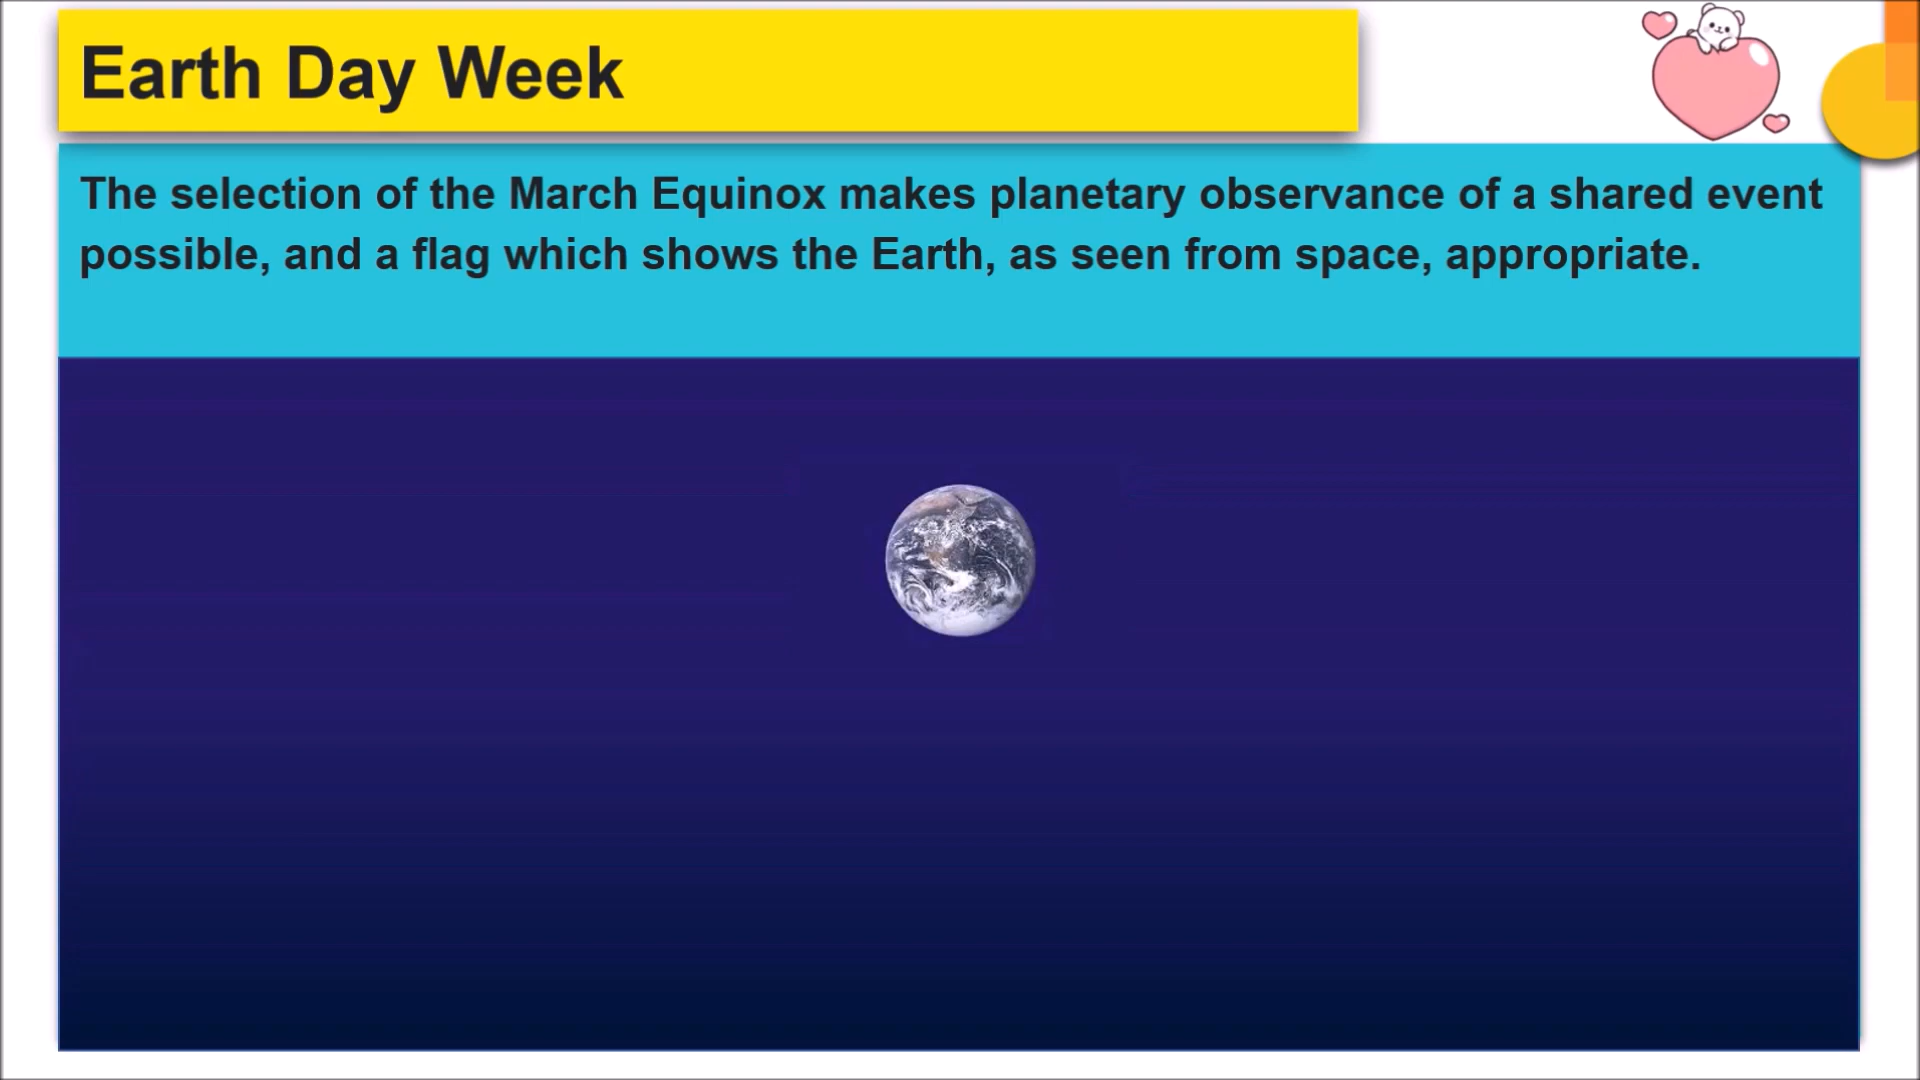 Earth Day Week
The selection of the March Equinox makes planetary observance of a shared event
possible, and a flag which shows the Earth, as seen from space, appropriate.